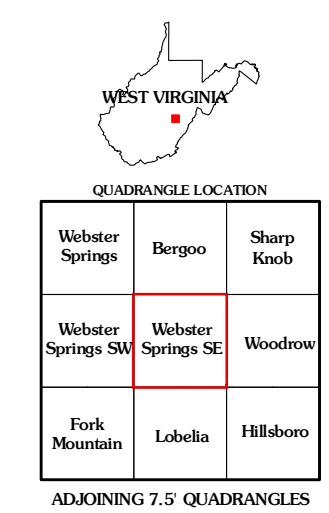 WEST VIRGINIA
QUADRANGLE LOCATION
Webster
Springs
Bergoo
Sharp
Knob
Webster
Springs SW
Webster
Springs SE
Woodrow
Fork
Mountain
Lobelia
Hillsboro
ADJOINING 7.5' QUADRANGLES